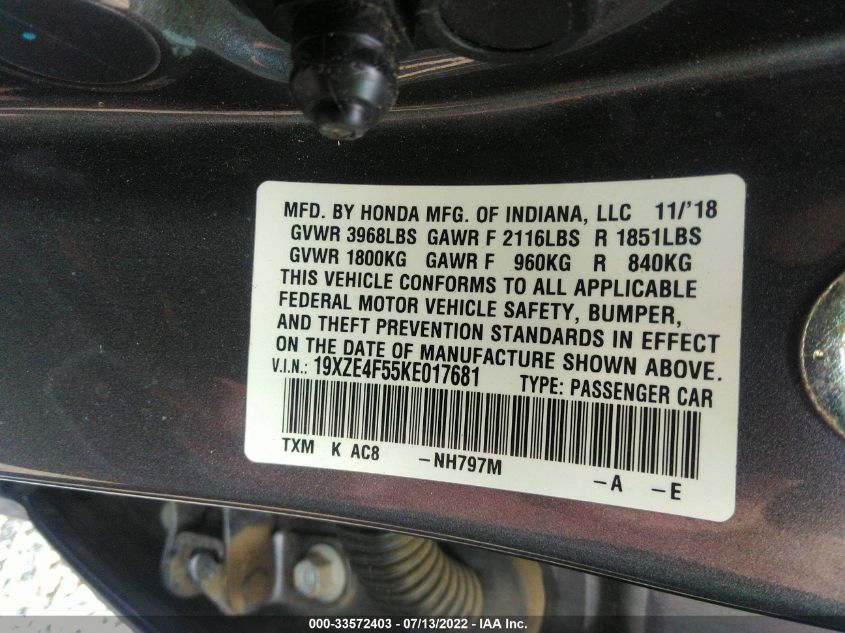 MFD. BY HONDA MFG. OF INDIANA, LLC 11/'18
GVWR 3968LBS GAWR F 2116LBS R 1851LBS
GVWR 1800KG GAWR F 960KG R 840KG
THIS VEHICLE CONFORMS TO ALL APPLICABLE
FEDERAL MOTOR VEHICLE SAFETY, BUMPER,
AND THEFT PREVENTION STANDARDS IN EFFECT
ON THE DATE OF MANUFACTURE SHOWN ABOVE.
V.I.N.: 19XZE4F55KE017681 TYPE: PASSENGER CAR
TXM K AC8 -NH797M -A -E
000-33572403 - 07/13/2022 - IAA Inc.